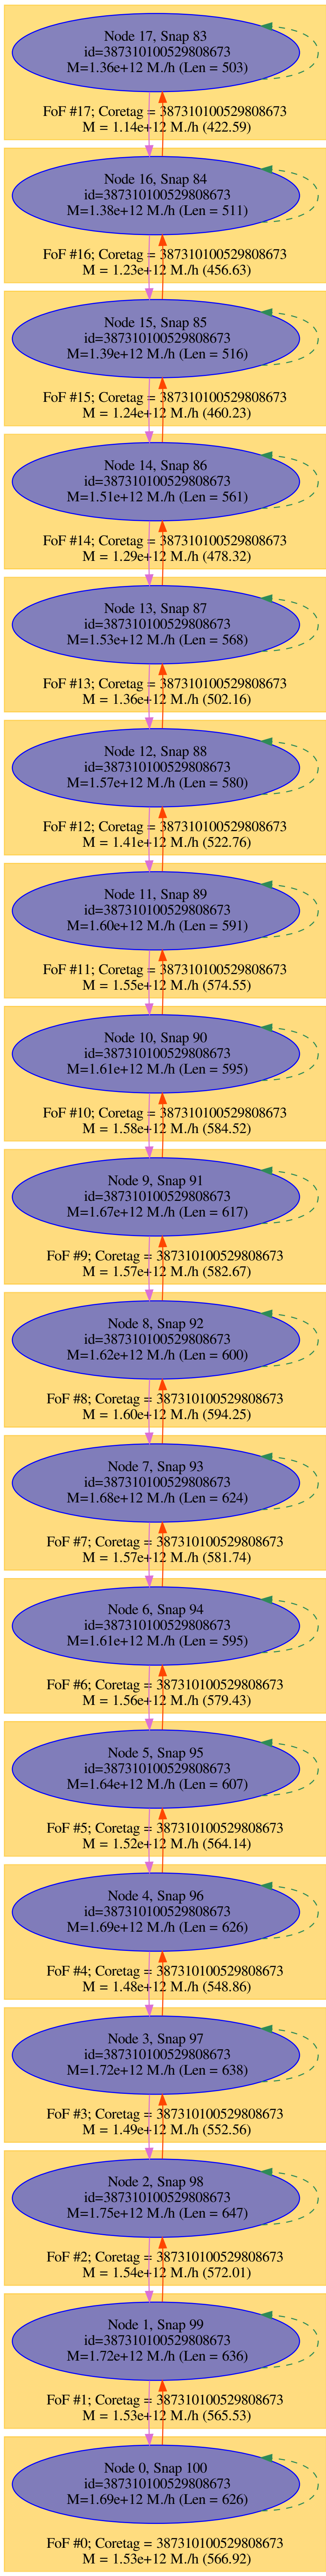 Node 17, Snap 83
id=387310100529808673
M=1.36e+12 M./h (Len = 503)
FoF #17; Coretag = 387310100529808673
M = 1.14e+12 M./h (422.59)
Node 16, Snap 84
id=387310100529808673
M=1.38e+12 M./h (Len = 511)
FoF #16; Coretag = 387310100529808673
M = 1.23e+12 M./h (456.63)
Node 15, Snap 85
id=387310100529808673
M=1.39e+12 M./h (Len = 516)
FoF #15; Coretag = 387310100529808673
M = 1.24e+12 M./h (460.23)
Node 14, Snap 86
id=387310100529808673
M=1.51e+12 M./h (Len = 561)
FoF #14; Coretag = 387310100529808673
M = 1.29e+12 M./h (478.32)
Node 13, Snap 87
id=387310100529808673
M=1.53e+12 M./h (Len = 568)
FoF #13; Coretag = 387310100529808673
M = 1.36e+12 M./h (502.16)
Node 12, Snap 88
id=387310100529808673
M=1.57e+12 M./h (Len = 580)
FoF #12; Coretag = 387310100529808673
M = 1.41e+12 M./h (522.76)
Node 11, Snap 89
id=387310100529808673
M=1.60e+12 M./h (Len = 591)
FoF #11; Coretag = 387310100529808673
M = 1.55e+12 M./h (574.55)
Node 10, Snap 90
id=387310100529808673
M=1.61e+12 M./h (Len = 595)
FoF #10; Coretag = 387310100529808673
M = 1.58e+12 M./h (584.52)
Node 9, Snap 91
id=387310100529808673
M=1.67e+12 M./h (Len = 617)
FoF #9; Coretag = 387310100529808673
M = 1.57e+12 M./h (582.67)
Node 8, Snap 92
id=387310100529808673
M=1.62e+12 M./h (Len = 600)
FoF #8; Coretag = 387310100529808673
M = 1.60e+12 M./h (594.25)
Node 7, Snap 93
id=387310100529808673
M=1.68e+12 M./h (Len = 624)
FoF #7; Coretag = 387310100529808673
M = 1.57e+12 M./h (581.74)
Node 6, Snap 94
id=387310100529808673
M=1.61e+12 M./h (Len = 595)
FoF #6; Coretag = 387310100529808673
M = 1.56e+12 M./h (579.43)
Node 5, Snap 95
id=387310100529808673
M=1.64e+12 M./h (Len = 607)
FoF #5; Coretag = 387310100529808673
M = 1.52e+12 M./h (564.14)
Node 4, Snap 96
id=387310100529808673
M=1.69e+12 M./h (Len = 626)
FoF #4; Coretag = 387310100529808673
M = 1.48e+12 M./h (548.86)
Node 3, Snap 97
id=387310100529808673
M=1.72e+12 M./h (Len = 638)
FoF #3; Coretag = 387310100529808673
M = 1.49e+12 M./h (552.56)
Node 2, Snap 98
id=387310100529808673
M=1.75e+12 M./h (Len = 647)
FoF #2; Coretag = 387310100529808673
M = 1.54e+12 M./h (572.01)
Node 1, Snap 99
id=387310100529808673
M=1.72e+12 M./h (Len = 636)
FoF #1; Coretag = 387310100529808673
M = 1.53e+12 M./h (565.53)
Node 0, Snap 100
id=387310100529808673
M=1.69e+12 M./h (Len = 626)
FoF #0; Coretag = 387310100529808673
M = 1.53e+12 M./h (566.92)